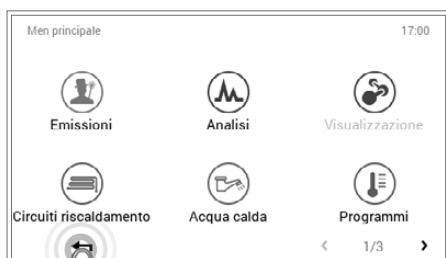 Men principale 17:00
Emissioni Analisi Visualizzazione
Circuiti riscaldamento Acqua calda Programmi
1/3